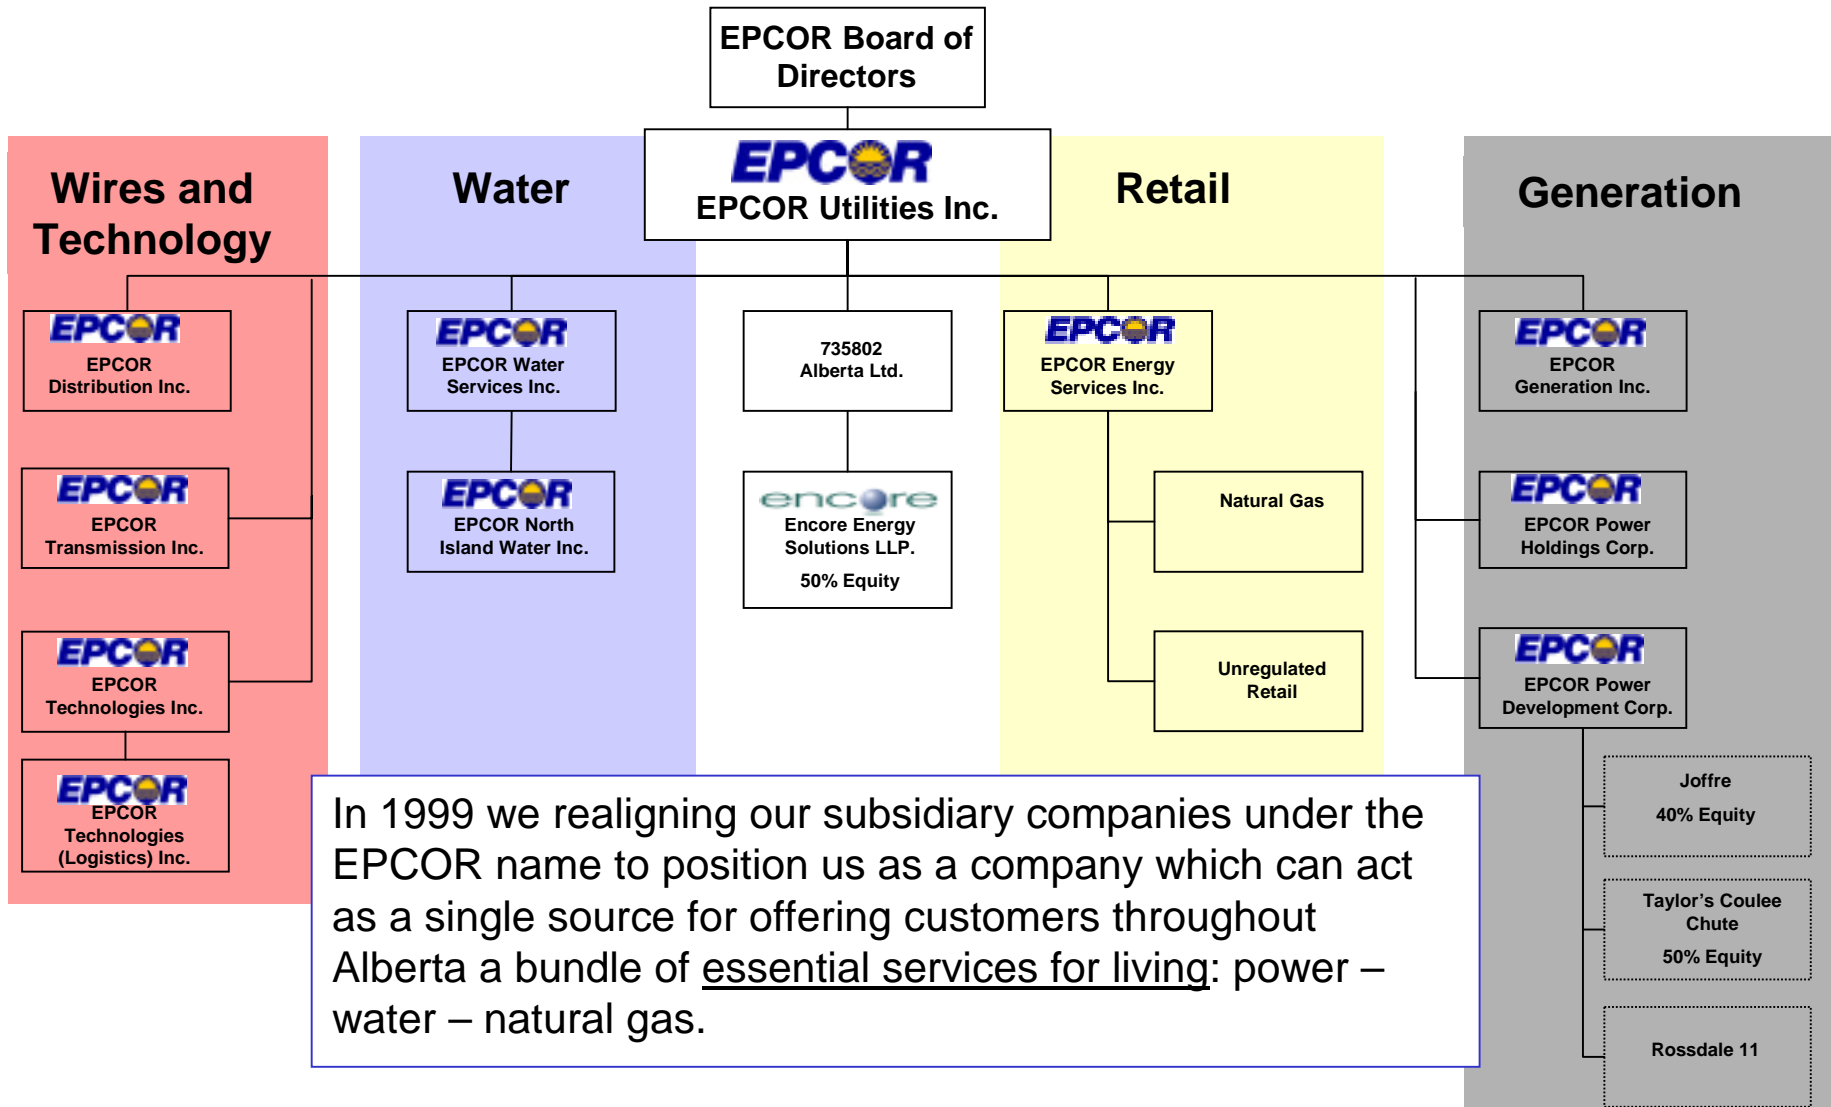 EPCOR Board of
Directors
EPCOR
EPCOR Utilities Inc.
Wires and
Technology
Water
Retail
Generation
EPCOR
EPCOR
Distribution Inc.
EPCOR
EPCOR Water
Services Inc.
735802
Alberta Ltd.
EPCOR
EPCOR Energy
Services Inc.
EPCOR
EPCOR
Generation Inc.
EPCOR
EPCOR
Transmission Inc.
EPCOR
EPCOR North
Island Water Inc.
encore
Encore Energy
Solutions LLP.
50% Equity
Natural Gas
EPCOR
EPCOR Power
Holdings Corp.
EPCOR
EPCOR
Technologies Inc.
Unregulated
Retail
EPCOR
EPCOR Power
Development Corp.
EPCOR
EPCOR
Technologies
(Logistics) Inc.
Joffre
40% Equity
Taylor's Coulee
Chute
50% Equity
Rossdale 11
In 1999 we realigning our subsidiary companies under the
EPCOR name to position us as a company which can act
as a single source for offering customers throughout
Alberta a bundle of essential services for living: power –
water – natural gas.